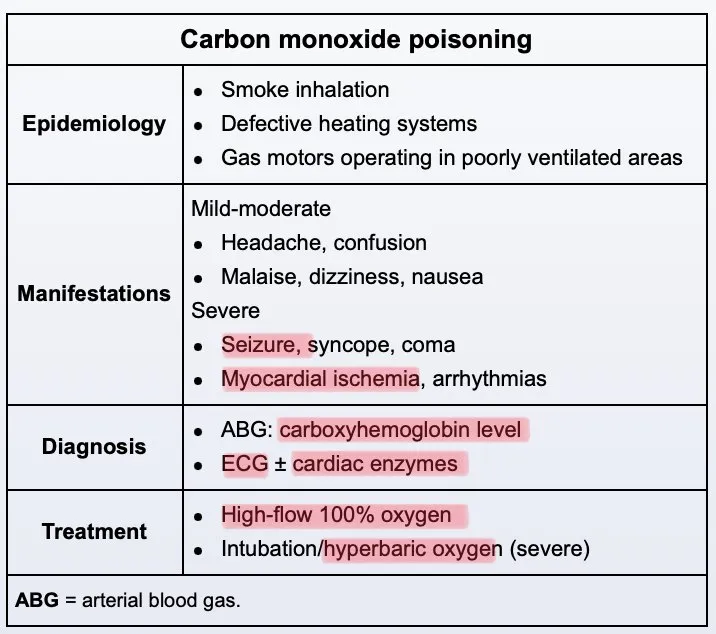 Carbon monoxide poisoning
Epidemiology
• Smoke inhalation
• Defective heating systems
• Gas motors operating in poorly ventilated areas
Manifestations
Mild-moderate
• Headache, confusion
• Malaise, dizziness, nausea
Severe
• Seizure, syncope, coma
• Myocardial ischemia, arrhythmias
Diagnosis
• ABG: carboxyhemoglobin level
• ECG ± cardiac enzymes
Treatment
• High-flow 100% oxygen
• Intubation/hyperbaric oxygen (severe)
ABG = arterial blood gas.